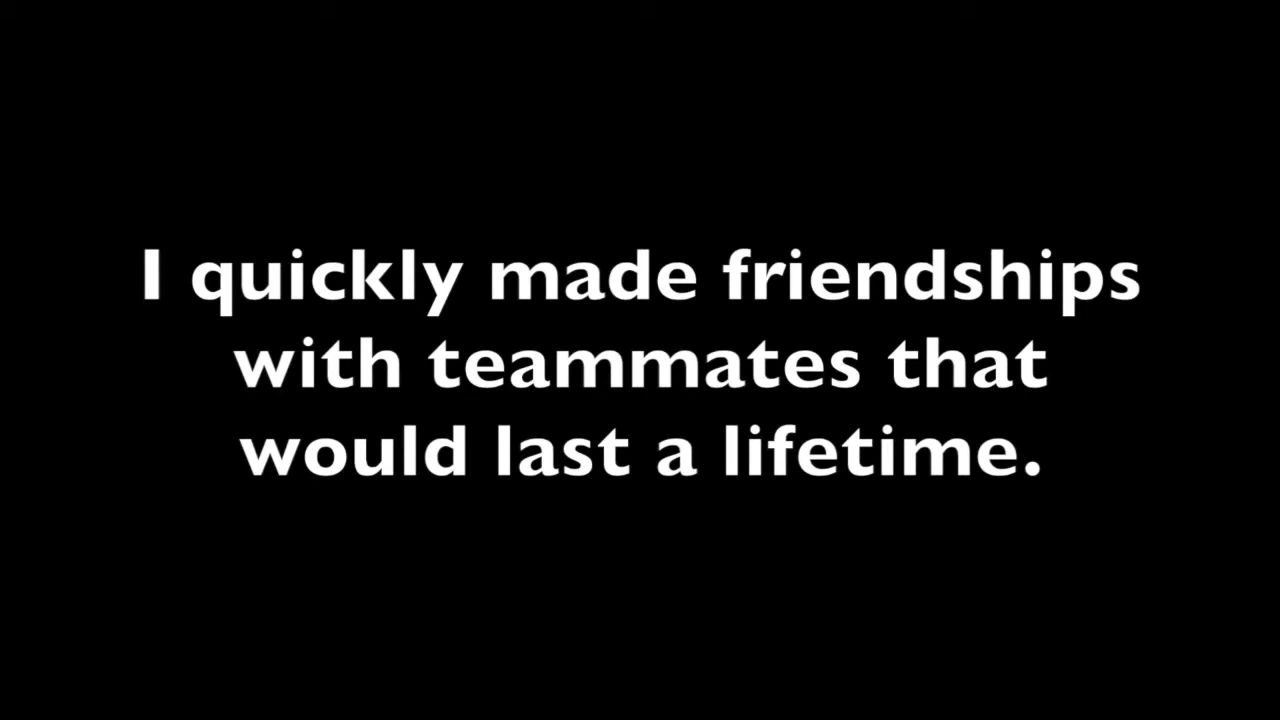 I quickly made friendships
with teammates that
would last a lifetime.